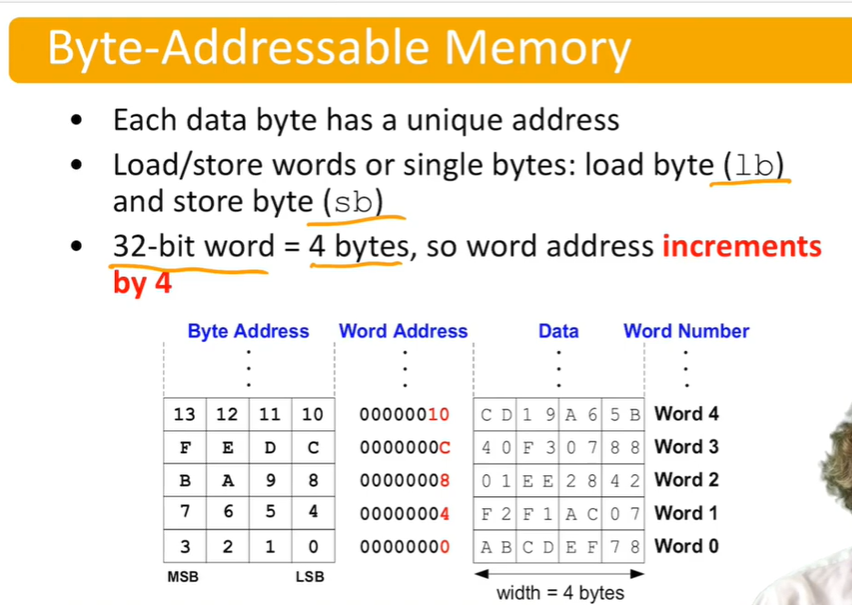 Byte-Addressable Memory
• Each data byte has a unique address
• Load/store words or single bytes: load byte (lb)
and store byte (sb)
• 32-bit word = 4 bytes, so word address increments
by 4
Byte Address Word Address Data Word Number
13 12 11 10 00000010 C D 1 9 A 6 5 B Word 4
F E D C 0000000C 4 0 F 3 0 7 8 8 Word 3
B A 9 8 00000008 0 1 E E 2 8 4 2 Word 2
7 6 5 4 00000004 F 2 F 1 A C 0 7 Word 1
3 2 1 0 00000000 A B C D E F 7 8 Word 0
MSB LSB
width = 4 bytes